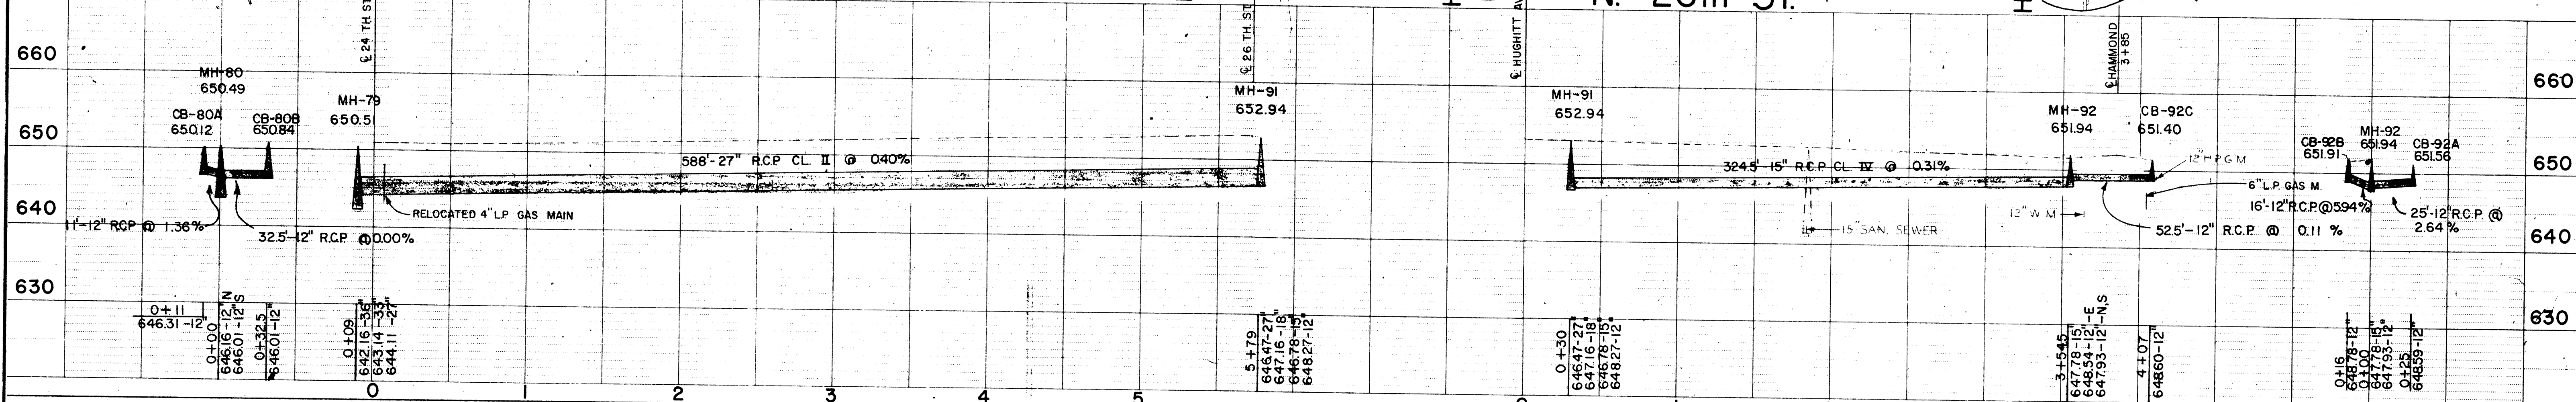 N. 26TH ST.
℄ 24 TH. ST
℄ 26 TH. ST
℄ HUGHITT AV
℄ HAMMOND
3+85
660
650
640
630
MH-80
650.49
CB-80A
650.12
CB-80B
650.84
MH-79
650.51
11'-12" R.C.P. @ 1.36%
32.5'-12" R.C.P. @ 0.00%
RELOCATED 4" L.P. GAS MAIN
588'-27" R.C.P. CL. II @ 0.40%
MH-91
652.94
MH-91
652.94
324.5'-15" R.C.P. CL. IV @ 0.31%
15" SAN. SEWER
12" W.M.
MH-92
651.94
CB-92C
651.40
12" H.P.G.M.
6" L.P. GAS M.
52.5'-12" R.C.P. @ 0.11 %
CB-92B
651.91
MH-92
651.94
CB-92A
651.56
16'-12" R.C.P. @ 5.94%
25'-12" R.C.P. @
2.64 %
660
650
640
630
0+11
646.31-12"
0+00
646.16-12" N
646.01-12" S
0+32.5
646.01-12"
0+09
642.16-36"
643.14-33"
644.11-27"
5+79
646.47-27"
647.16-18"
646.78-15"
648.27-12"
0+30
646.47-27"
647.16-18"
646.78-15"
648.27-12"
3+54.5
647.78-15"
648.54-12"-E
647.93-12"-N,S
4+07
648.60-12"
0+16
648.78-12"
0+00
647.78-15"
647.93-12"
0+25
648.59-12"
0
2
3
4
5